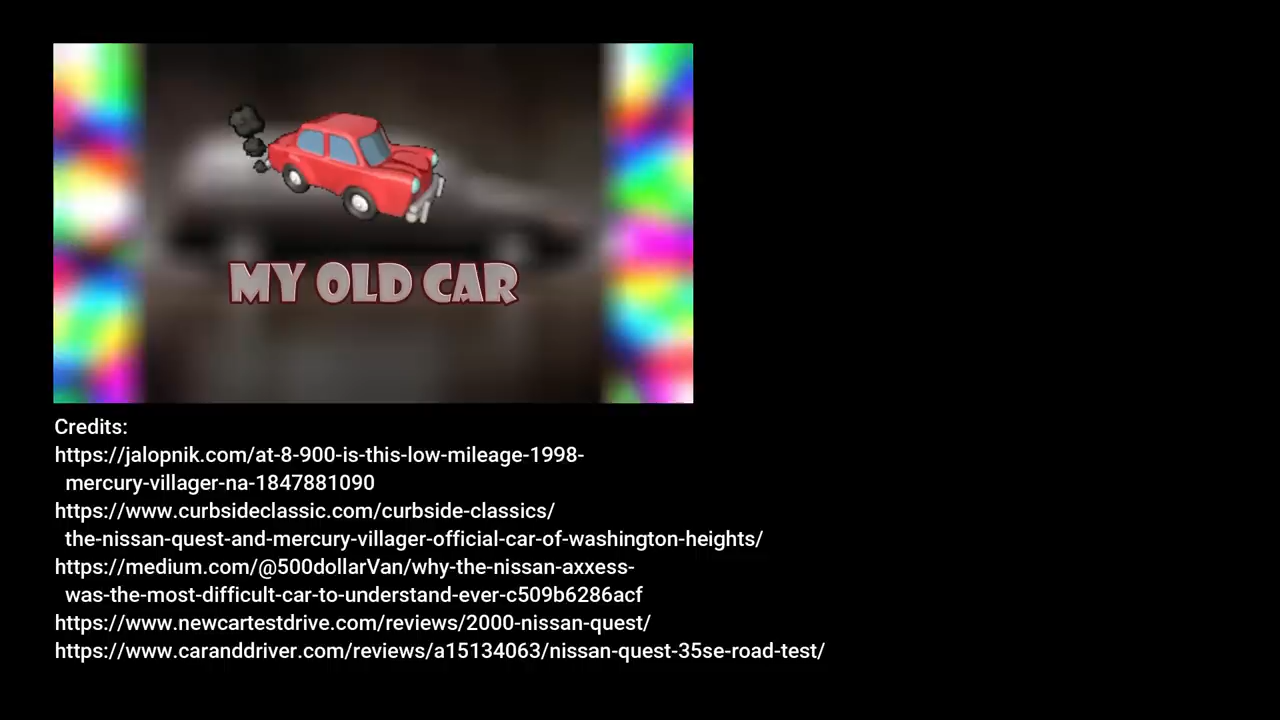 MY OLD CAR
Credits:
https://jalopnik.com/at-8-900-is-this-low-mileage-1998-
mercury-villager-na-1847881090
https://www.curbsideclassic.com/curbside-classics/
the-nissan-quest-and-mercury-villager-official-car-of-washington-heights/
https://medium.com/@500dollarVan/why-the-nissan-axxess-
was-the-most-difficult-car-to-understand-ever-c509b6286acf
https://www.newcartestdrive.com/reviews/2000-nissan-quest/
https://www.caranddriver.com/reviews/a15134063/nissan-quest-35se-road-test/